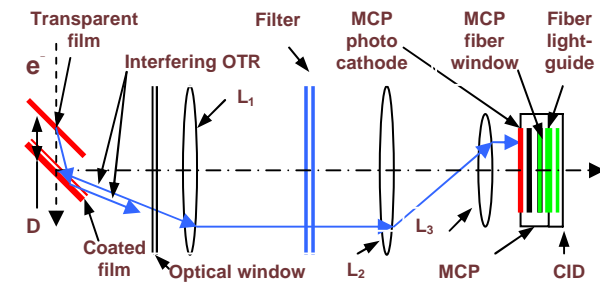 Transparent
film
Filter
MCP
photo
cathode
MCP
fiber
window
Fiber
light-
guide
e⁻
Interfering OTR
L₁
D
Coated
film
Optical window
L₂
L₃
MCP
CID